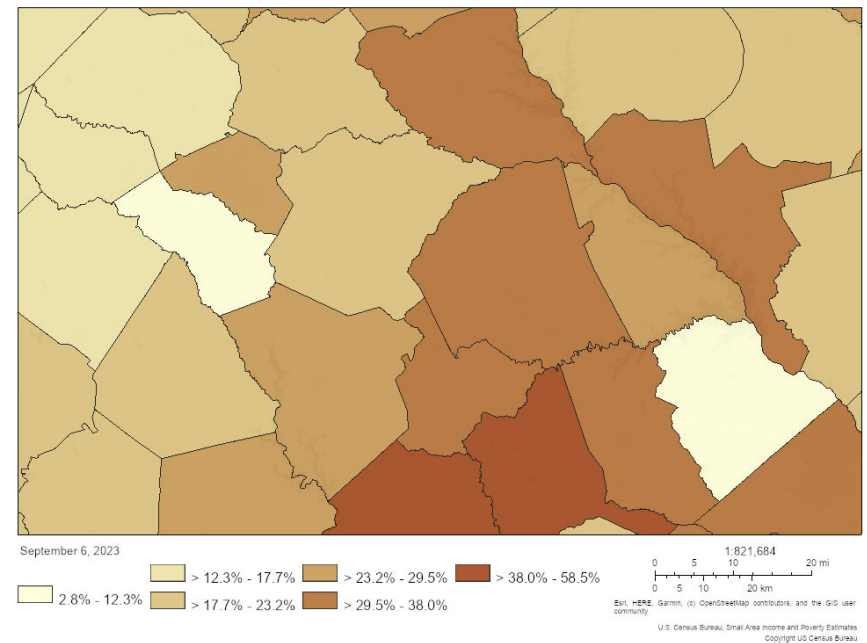 September 6, 2023
2.8% - 12.3%
> 12.3% - 17.7%
> 17.7% - 23.2%
> 23.2% - 29.5%
> 29.5% - 38.0%
> 38.0% - 58.5%
1:821,684
0 5 10 20 mi
0 5 10 20 km
Esri, HERE, Garmin, (c) OpenStreetMap contributors, and the GIS user
community
U.S. Census Bureau, Small Area Income and Poverty Estimates
Copyright US Census Bureau